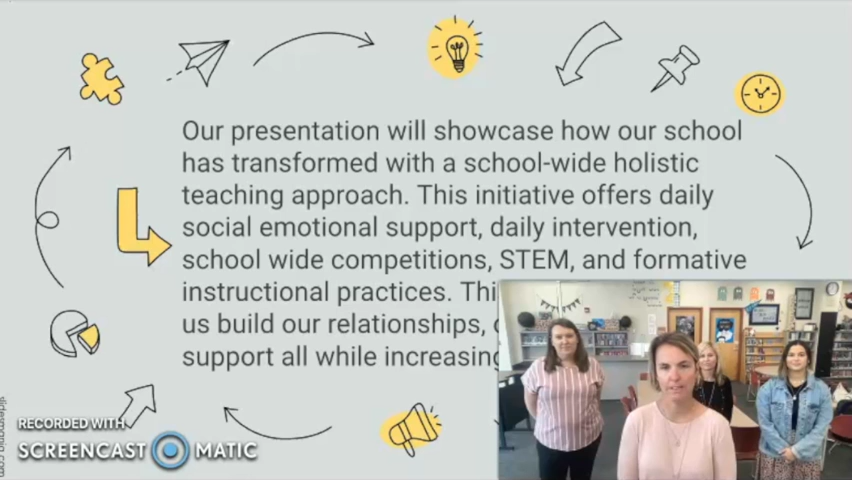 Our presentation will showcase how our school
has transformed with a school-wide holistic
teaching approach. This initiative offers daily
social emotional support, daily intervention,
school wide competitions, STEM, and formative
instructional practices.
us build our relationships,
support all while increasing
RECORDED WITH
SCREENCAST MATIC
slidesmania.com